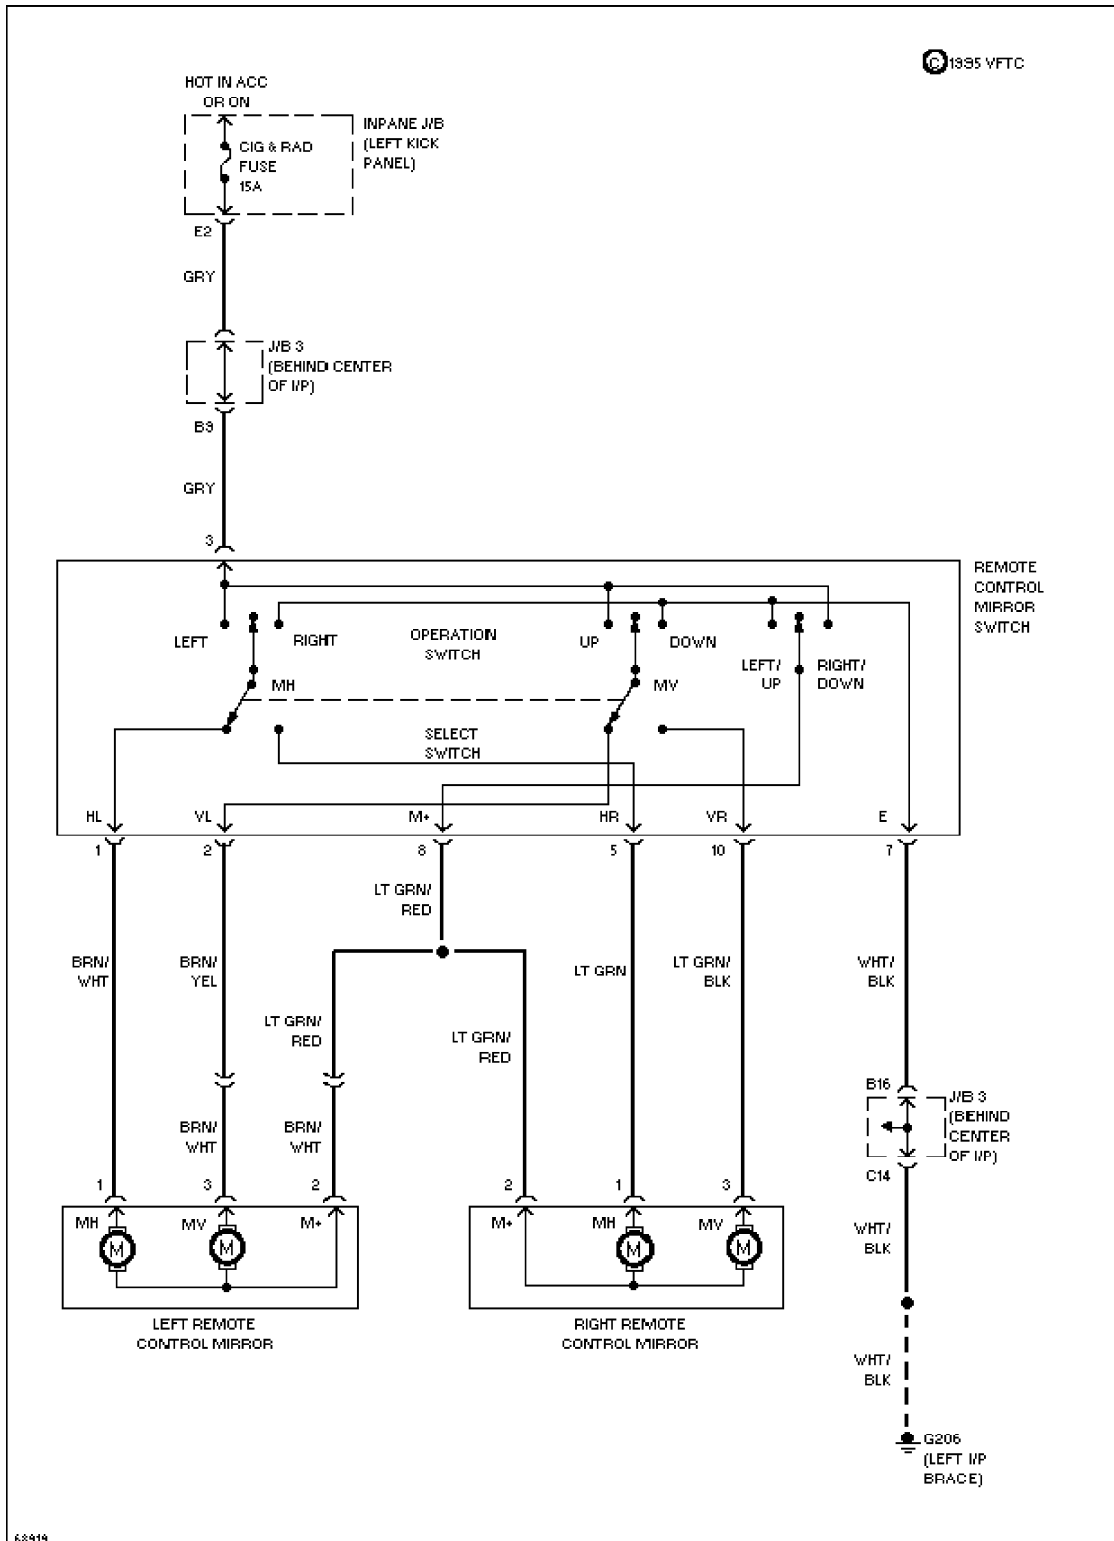 © 1995 VFTC
HOT IN ACC
OR ON
INPANE J/B
(LEFT KICK
PANEL)
CIG & RAD
FUSE
15A
E2
GRY
J/B 3
(BEHIND CENTER
OF I/P)
B9
GRY
3
REMOTE
CONTROL
MIRROR
SWITCH
LEFT
RIGHT
OPERATION
SWITCH
UP
DOWN
LEFT/
UP
RIGHT/
DOWN
MH
MV
SELECT
SWITCH
HL
VL
M+
HR
VR
E
1
2
8
5
10
7
LT GRN/
RED
BRN/
WHT
BRN/
YEL
LT GRN
LT GRN/
BLK
WHT/
BLK
LT GRN/
RED
LT GRN/
RED
B16
J/B 3
(BEHIND
CENTER
OF I/P)
C14
BRN/
WHT
BRN/
WHT
1
3
2
2
1
3
MH
MV
M+
M+
MH
MV
M
M
M
M
WHT/
BLK
LEFT REMOTE
CONTROL MIRROR
RIGHT REMOTE
CONTROL MIRROR
WHT/
BLK
G206
(LEFT I/P
BRACE)
68919